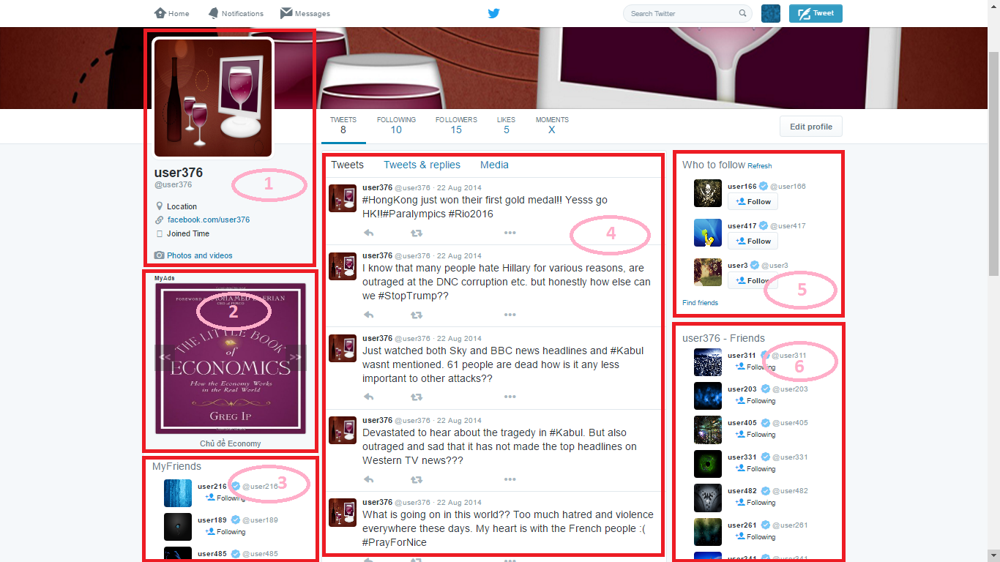 Home Notifications Messages Search Twitter Tweet
TWEETS FOLLOWING FOLLOWERS LIKES MOMENTS
8 10 15 5 X
Edit profile
user376
@user376
1
Location
facebook.com/user376
Joined Time
Photos and videos
MyAds
FOREWORD
MOHAMED EL-ERIAN
2
THE LITTLE BOOK
of
<< >>
ECONOMICS
How the Economy Works
in the Real World
GREG IP
Chủ đề Economy
MyFriends
user216 @user216
3
Following
user189 @user189
Following
user485 @user485
Tweets Tweets & replies Media
user376 @user376 · 22 Aug 2014
#HongKong just won their first gold medal!! Yesss go
HK!!#Paralympics #Rio2016
4
user376 @user376 · 22 Aug 2014
I know that many people hate Hillary for various reasons, are
outraged at the DNC corruption etc. but honestly how else can
we #StopTrump??
user376 @user376 · 22 Aug 2014
Just watched both Sky and BBC news headlines and #Kabul
wasnt mentioned. 61 people are dead how is it any less
important to other attacks??
user376 @user376 · 22 Aug 2014
Devastated to hear about the tragedy in #Kabul. But also
outraged and sad that it has not made the top headlines on
Western TV news???
user376 @user376 · 22 Aug 2014
What is going on in this world?? Too much hatred and violence
everywhere these days. My heart is with the French people :(
#PrayForNice
Who to follow Refresh
user166 @user166
Follow
user417 @user417
Follow
user3 @user3
Follow
5
Find friends
user376 - Friends
user311 @user311
Following
6
user203 @user203
Following
user405 @user405
Following
user331 @user331
Following
user482 @user482
Following
user261 @user261
Following
user341 @user341